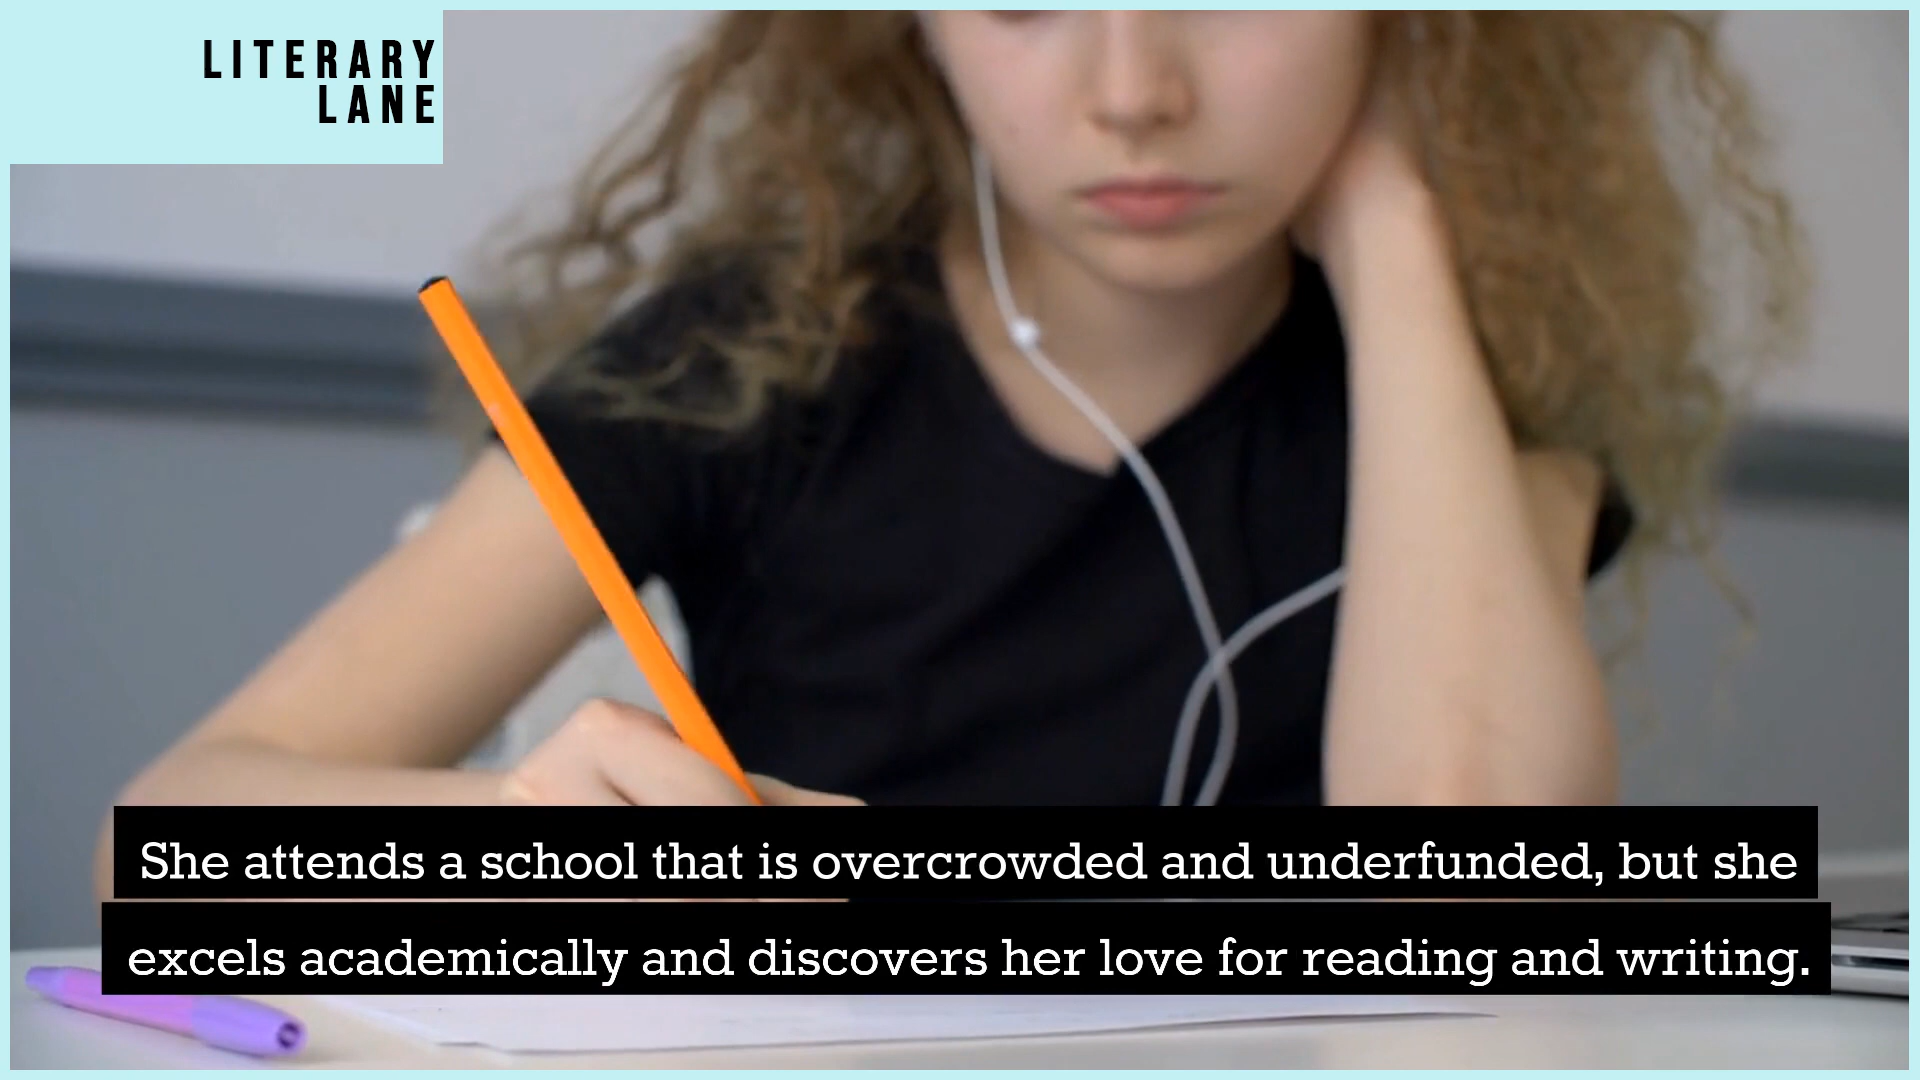 LITERARY
LANE
She attends a school that is overcrowded and underfunded, but she
excels academically and discovers her love for reading and writing.